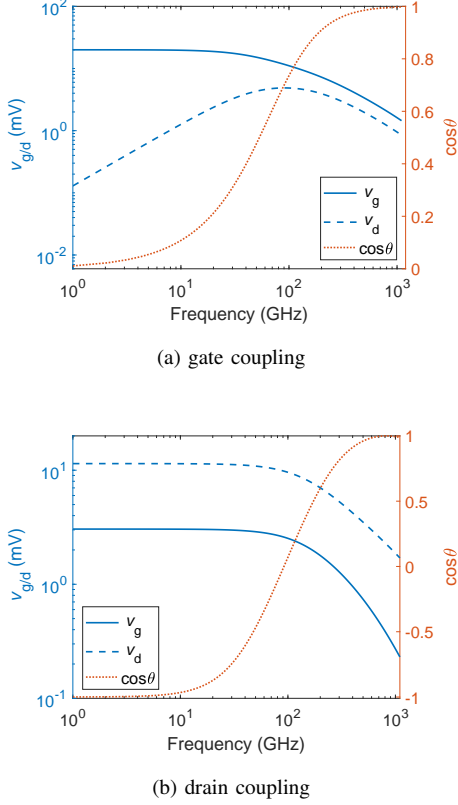 10^2
10^0
10^-2
v_g/d (mV)
1
0.8
0.6
0.4
0.2
0
cosθ
v_g
v_d
cosθ
10^0
10^1
10^2
10^3
Frequency (GHz)
(a) gate coupling
10^1
10^0
10^-1
v_g/d (mV)
1
0.5
0
-0.5
-1
cosθ
v_g
v_d
cosθ
10^0
10^1
10^2
10^3
Frequency (GHz)
(b) drain coupling